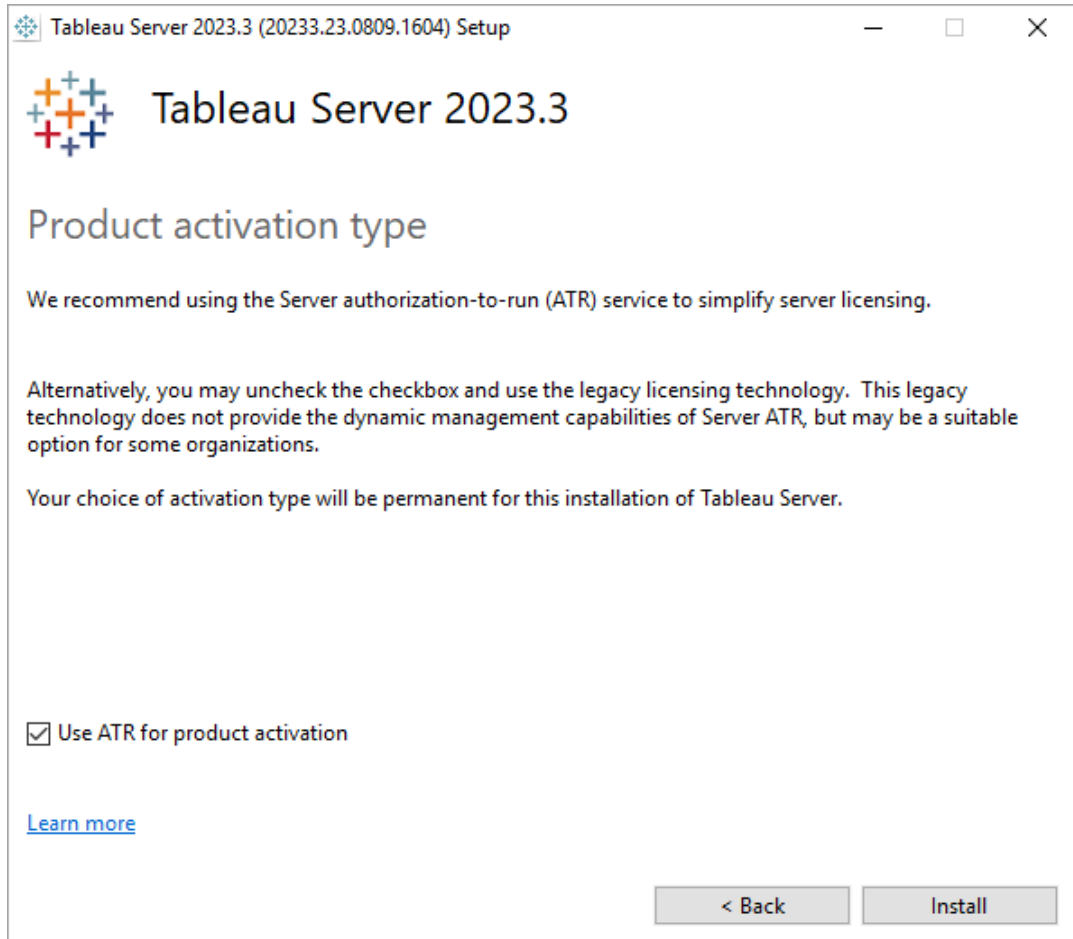 Tableau Server 2023.3 (20233.23.0809.1604) Setup
Tableau Server 2023.3
Product activation type
We recommend using the Server authorization-to-run (ATR) service to simplify server licensing.
Alternatively, you may uncheck the checkbox and use the legacy licensing technology.  This legacy
technology does not provide the dynamic management capabilities of Server ATR, but may be a suitable
option for some organizations.
Your choice of activation type will be permanent for this installation of Tableau Server.
Use ATR for product activation
Learn more
< Back
Install